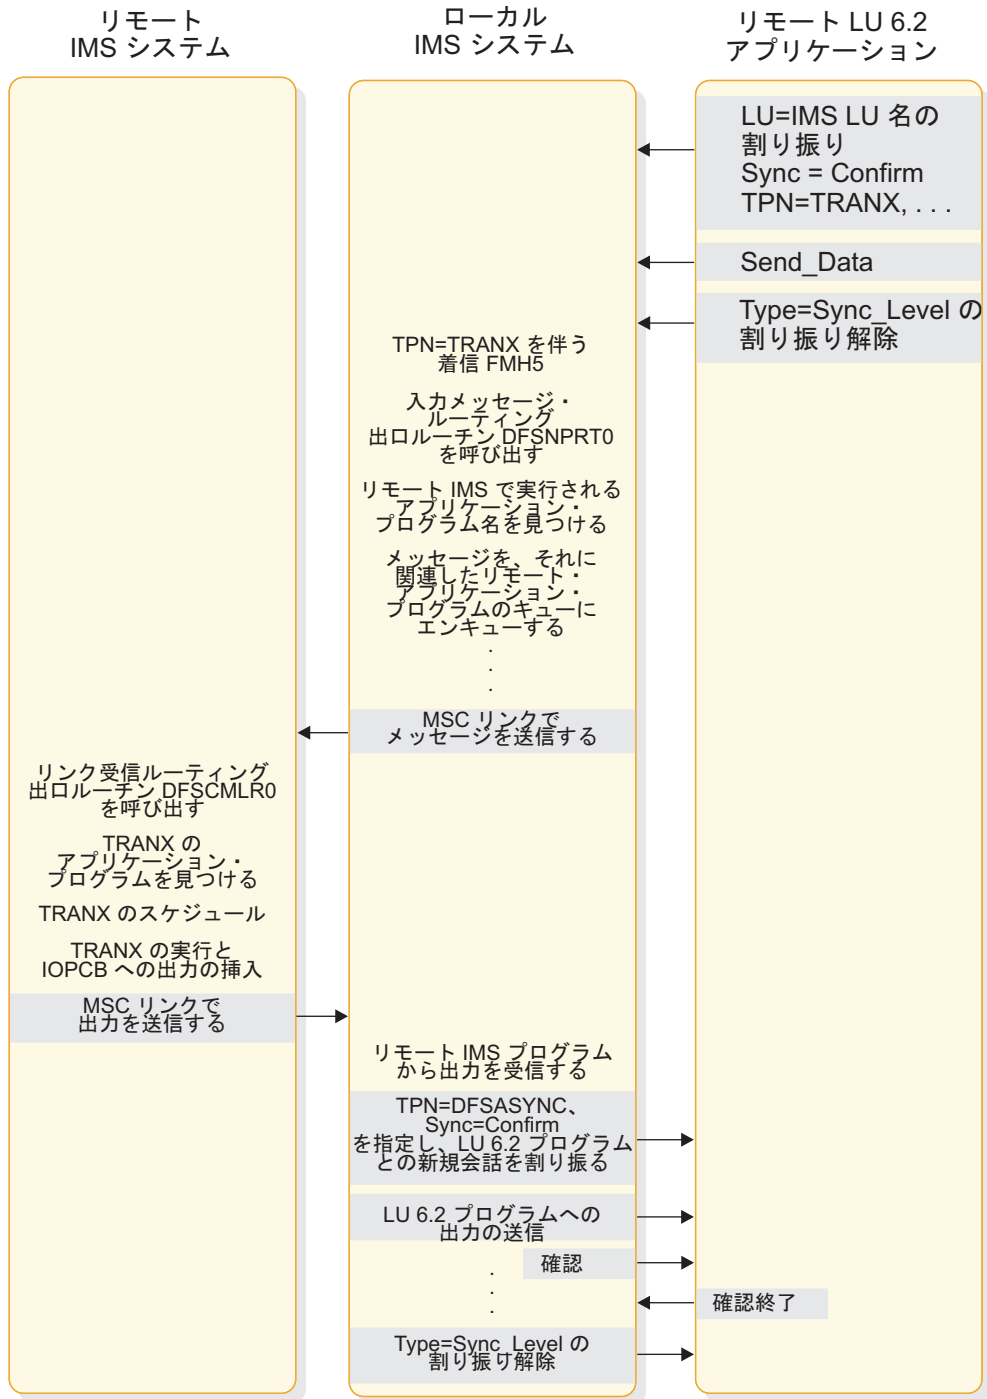 リモート
IMS システム
ローカル
IMS システム
リモート LU 6.2
アプリケーション
LU=IMS LU 名の
割り振り
Sync = Confirm
TPN=TRANX, . . .
Send_Data
Type=Sync_Level の
割り振り解除
TPN=TRANX を伴う
着信 FMH5
入力メッセージ・
ルーティング
出口ルーチン DFSNPRT0
を呼び出す
リモート IMS で実行される
アプリケーション・
プログラム名を見つける
メッセージを、それに
関連したリモート・
アプリケーション・
プログラムのキューに
エンキューする
.
.
.
MSC リンクで
メッセージを送信する
リンク受信ルーティング
出口ルーチン DFSCMLR0
を呼び出す
TRANX の
アプリケーション・
プログラムを見つける
TRANX のスケジュール
TRANX の実行と
IOPCB への出力の挿入
MSC リンクで
出力を送信する
リモート IMS プログラム
から出力を受信する
TPN=DFSASYNC、
Sync=Confirm
を指定し、LU 6.2 プログラム
との新規会話を割り振る
LU 6.2 プログラムへの
出力の送信
確認
.
.
.
確認終了
Type=Sync_Level の
割り振り解除